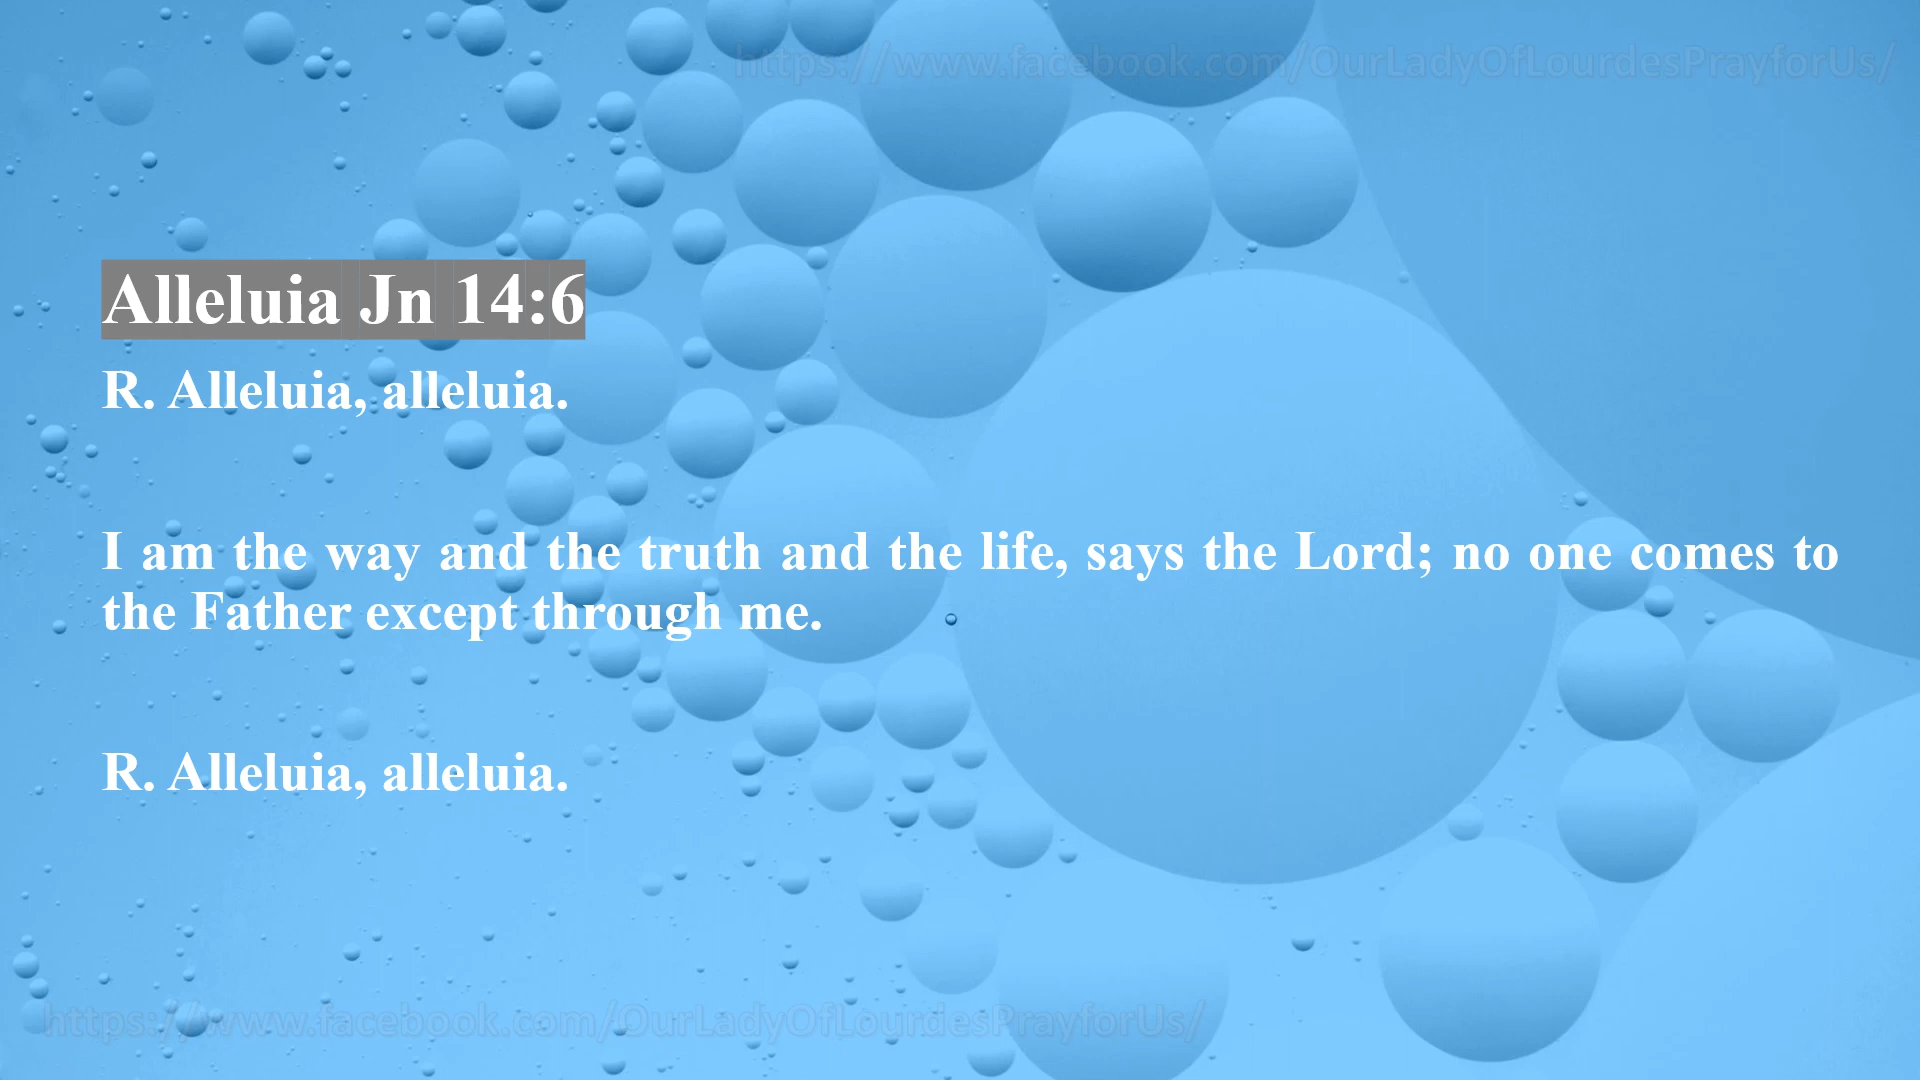 https://www.facebook.com/OurLadyOfLourdesPrayforUs/
Alleluia Jn 14:6
R. Alleluia, alleluia.
I am the way and the truth and the life, says the Lord; no one comes to
the Father except through me.
R. Alleluia, alleluia.
https://www.facebook.com/OurLadyOfLourdesPrayforUs/